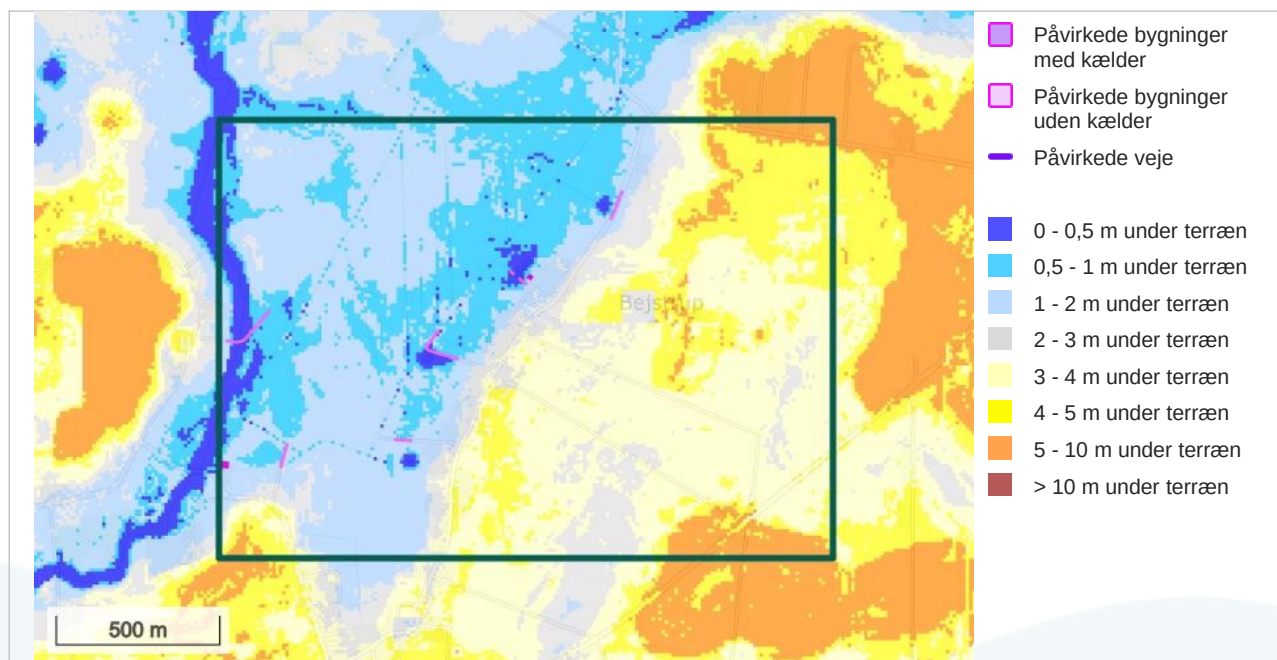 Påvirkede bygninger
med kælder
Påvirkede bygninger
uden kælder
Påvirkede veje
0 - 0,5 m under terræn
0,5 - 1 m under terræn
1 - 2 m under terræn
2 - 3 m under terræn
3 - 4 m under terræn
4 - 5 m under terræn
5 - 10 m under terræn
> 10 m under terræn
Bejstrup
500 m